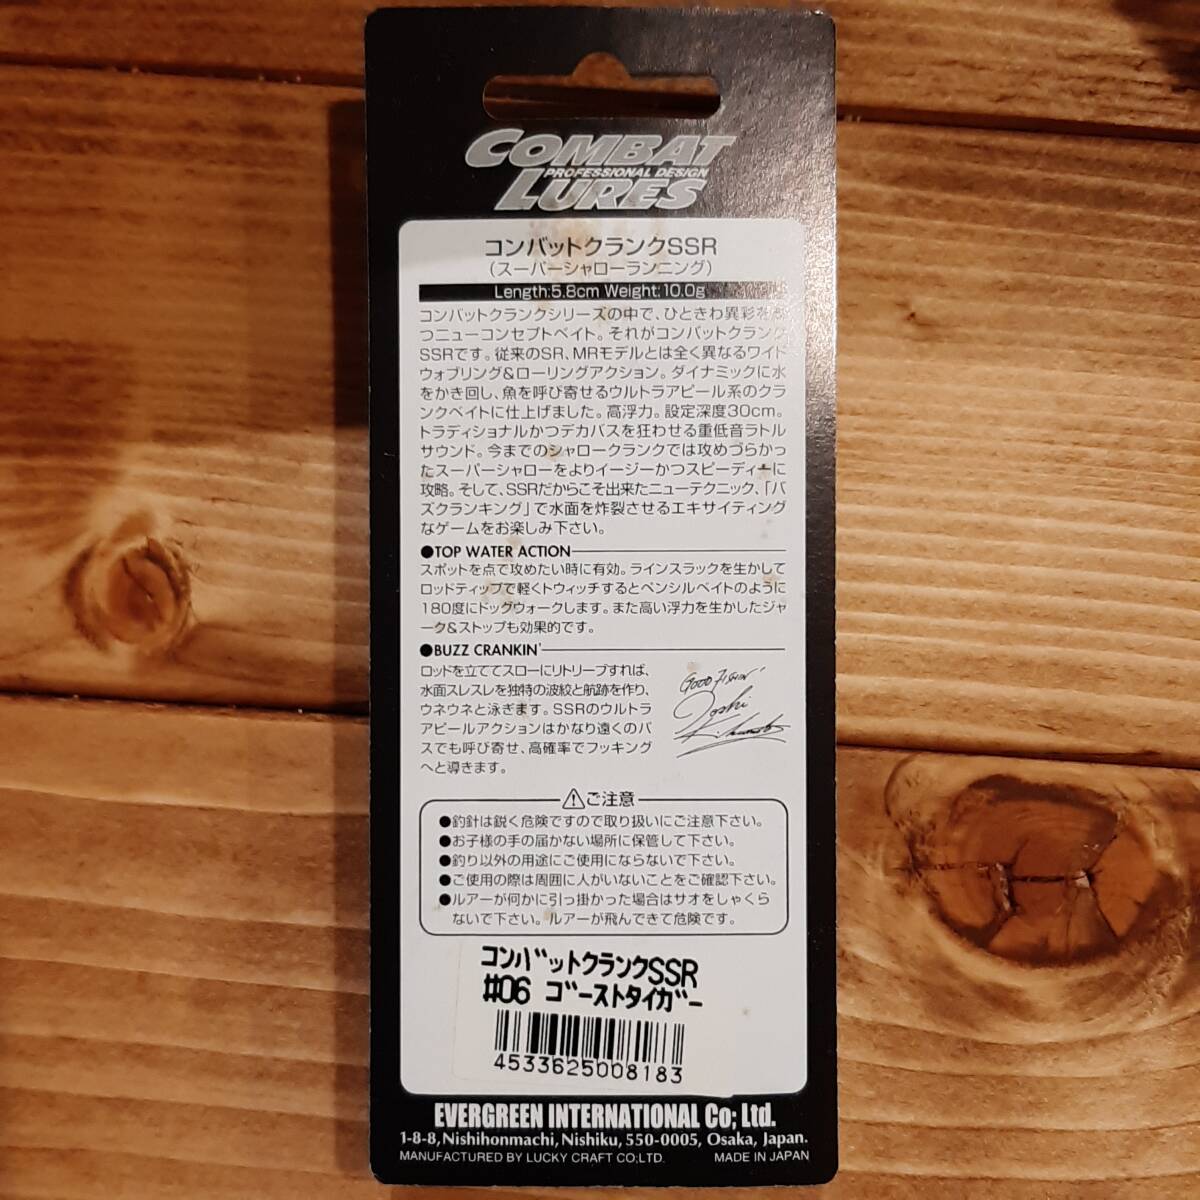 COMBAT
PROFESSIONAL DESIGN
LURES
コンバットクランクSSR
(スーパーシャローランニング)
Length:5.8cm Weight:10.0g
コンバットクランクシリーズの中で、ひときわ異彩を放
つニューコンセプトベイト。それがコンバットクランク
SSRです。従来のSR、MRモデルとは全く異なるワイド
ウォブリング&ローリングアクション。ダイナミックに水
をかき回し、魚を呼び寄せるウルトラアピール系のクラ
ンクベイトに仕上げました。高浮力。設定深度30cm。
トラディショナルかつデカバスを狂わせる重低音ラトル
サウンド。今までのシャロークランクでは攻めづらかっ
たスーパーシャローをよりイージーかつスピーディーに
攻略。そして、SSRだからこそ出来たニューテクニック、「バ
ズクランキング」で水面を炸裂させるエキサイティング
なゲームをお楽しみ下さい。
●TOP WATER ACTION
スポットを点で攻めたい時に有効。ラインスラックを生かして
ロッドティップで軽くトウィッチするとペンシルベイトのように
180度にドッグウォークします。また高い浮力を生かしたジャ
ーク&ストップも効果的です。
●BUZZ CRANKIN'
ロッドを立ててスローにリトリーブすれば、
水面スレスレを独特の波紋と航跡を作り、
ウネウネと泳ぎます。SSRのウルトラ
アピールアクションはかなり遠くのバ
スでも呼び寄せ、高確率でフッキング
へと導きます。
GOOD FISHIN'
Toshi
⚠ご注意
●釣針は鋭く危険ですので取り扱いにご注意下さい。
●お子様の手の届かない場所に保管して下さい。
●釣り以外の用途にご使用にならないで下さい。
●ご使用の際は周囲に人がいないことをご確認下さい。
●ルアーが何かに引っ掛かった場合はサオをしゃくら
ないで下さい。ルアーが飛んできて危険です。
コンバットクランクSSR
#06 ゴーストタイガー
4533625008183
EVERGREEN INTERNATIONAL Co; Ltd.
1-8-8, Nishihonmachi, Nishiku, 550-0005, Osaka, Japan.
MANUFACTURED BY LUCKY CRAFT CO;LTD. MADE IN JAPAN